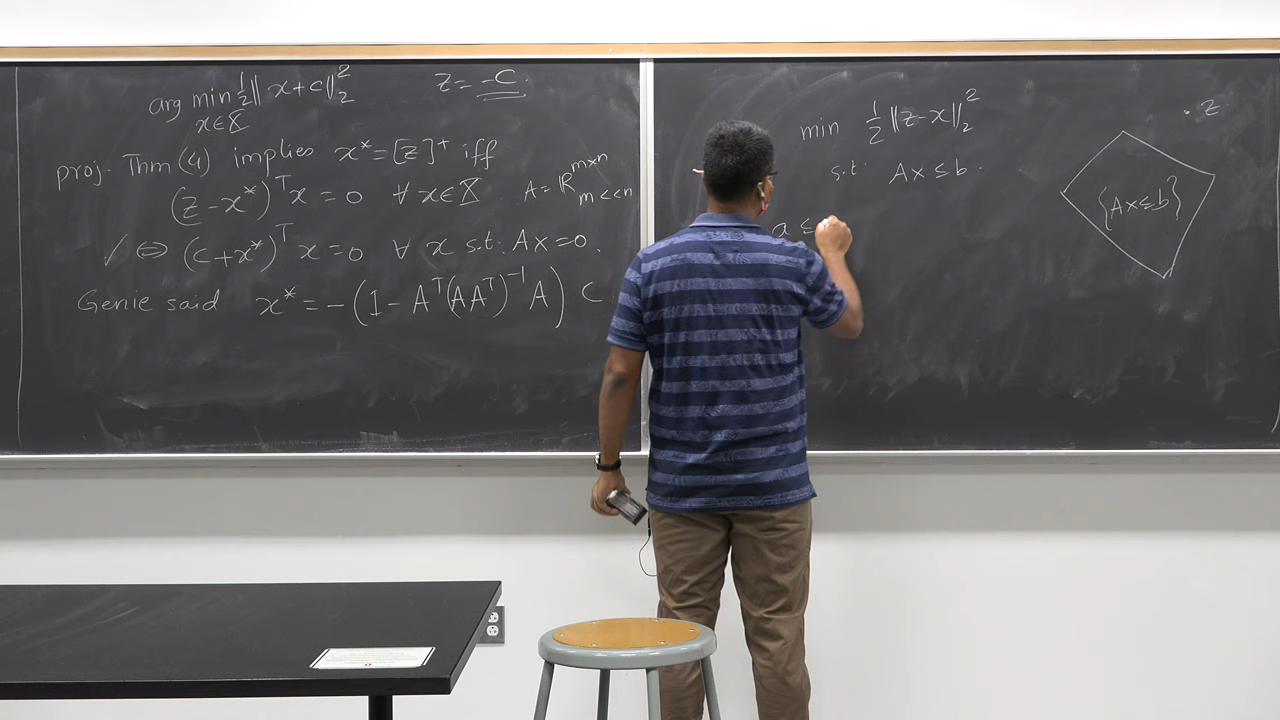 arg min ½‖x+c‖₂² z = -c.
x∈𝕏
proj. Thm (4) implies x* = [z]⁺ iff
(z-x*)ᵀx = 0 ∀ x∈𝕏 A = ℝ^{m×n} m<<n
✓ ⇔ (c+x*)ᵀ x = 0 ∀ x s.t. Ax = 0.
Genie said x* = -(1 - Aᵀ(AAᵀ)⁻¹A) c
min ½‖z-x‖₂²
s.t. Ax ≤ b.
a ≤
. z
{Ax≤b}